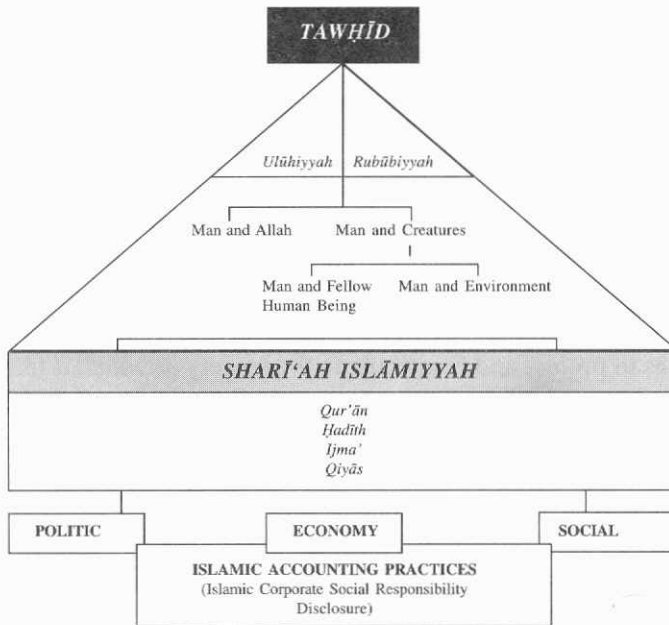 TAWḤĪD
Ulūhiyyah Rubūbiyyah
Man and Allah Man and Creatures
Man and Fellow Man and Environment
Human Being
SHARĪ‘AH ISLĀMIYYAH
Qur’ān
Ḥadīth
Ijma’
Qiyās
POLITIC ECONOMY SOCIAL
ISLAMIC ACCOUNTING PRACTICES
(Islamic Corporate Social Responsibility
Disclosure)